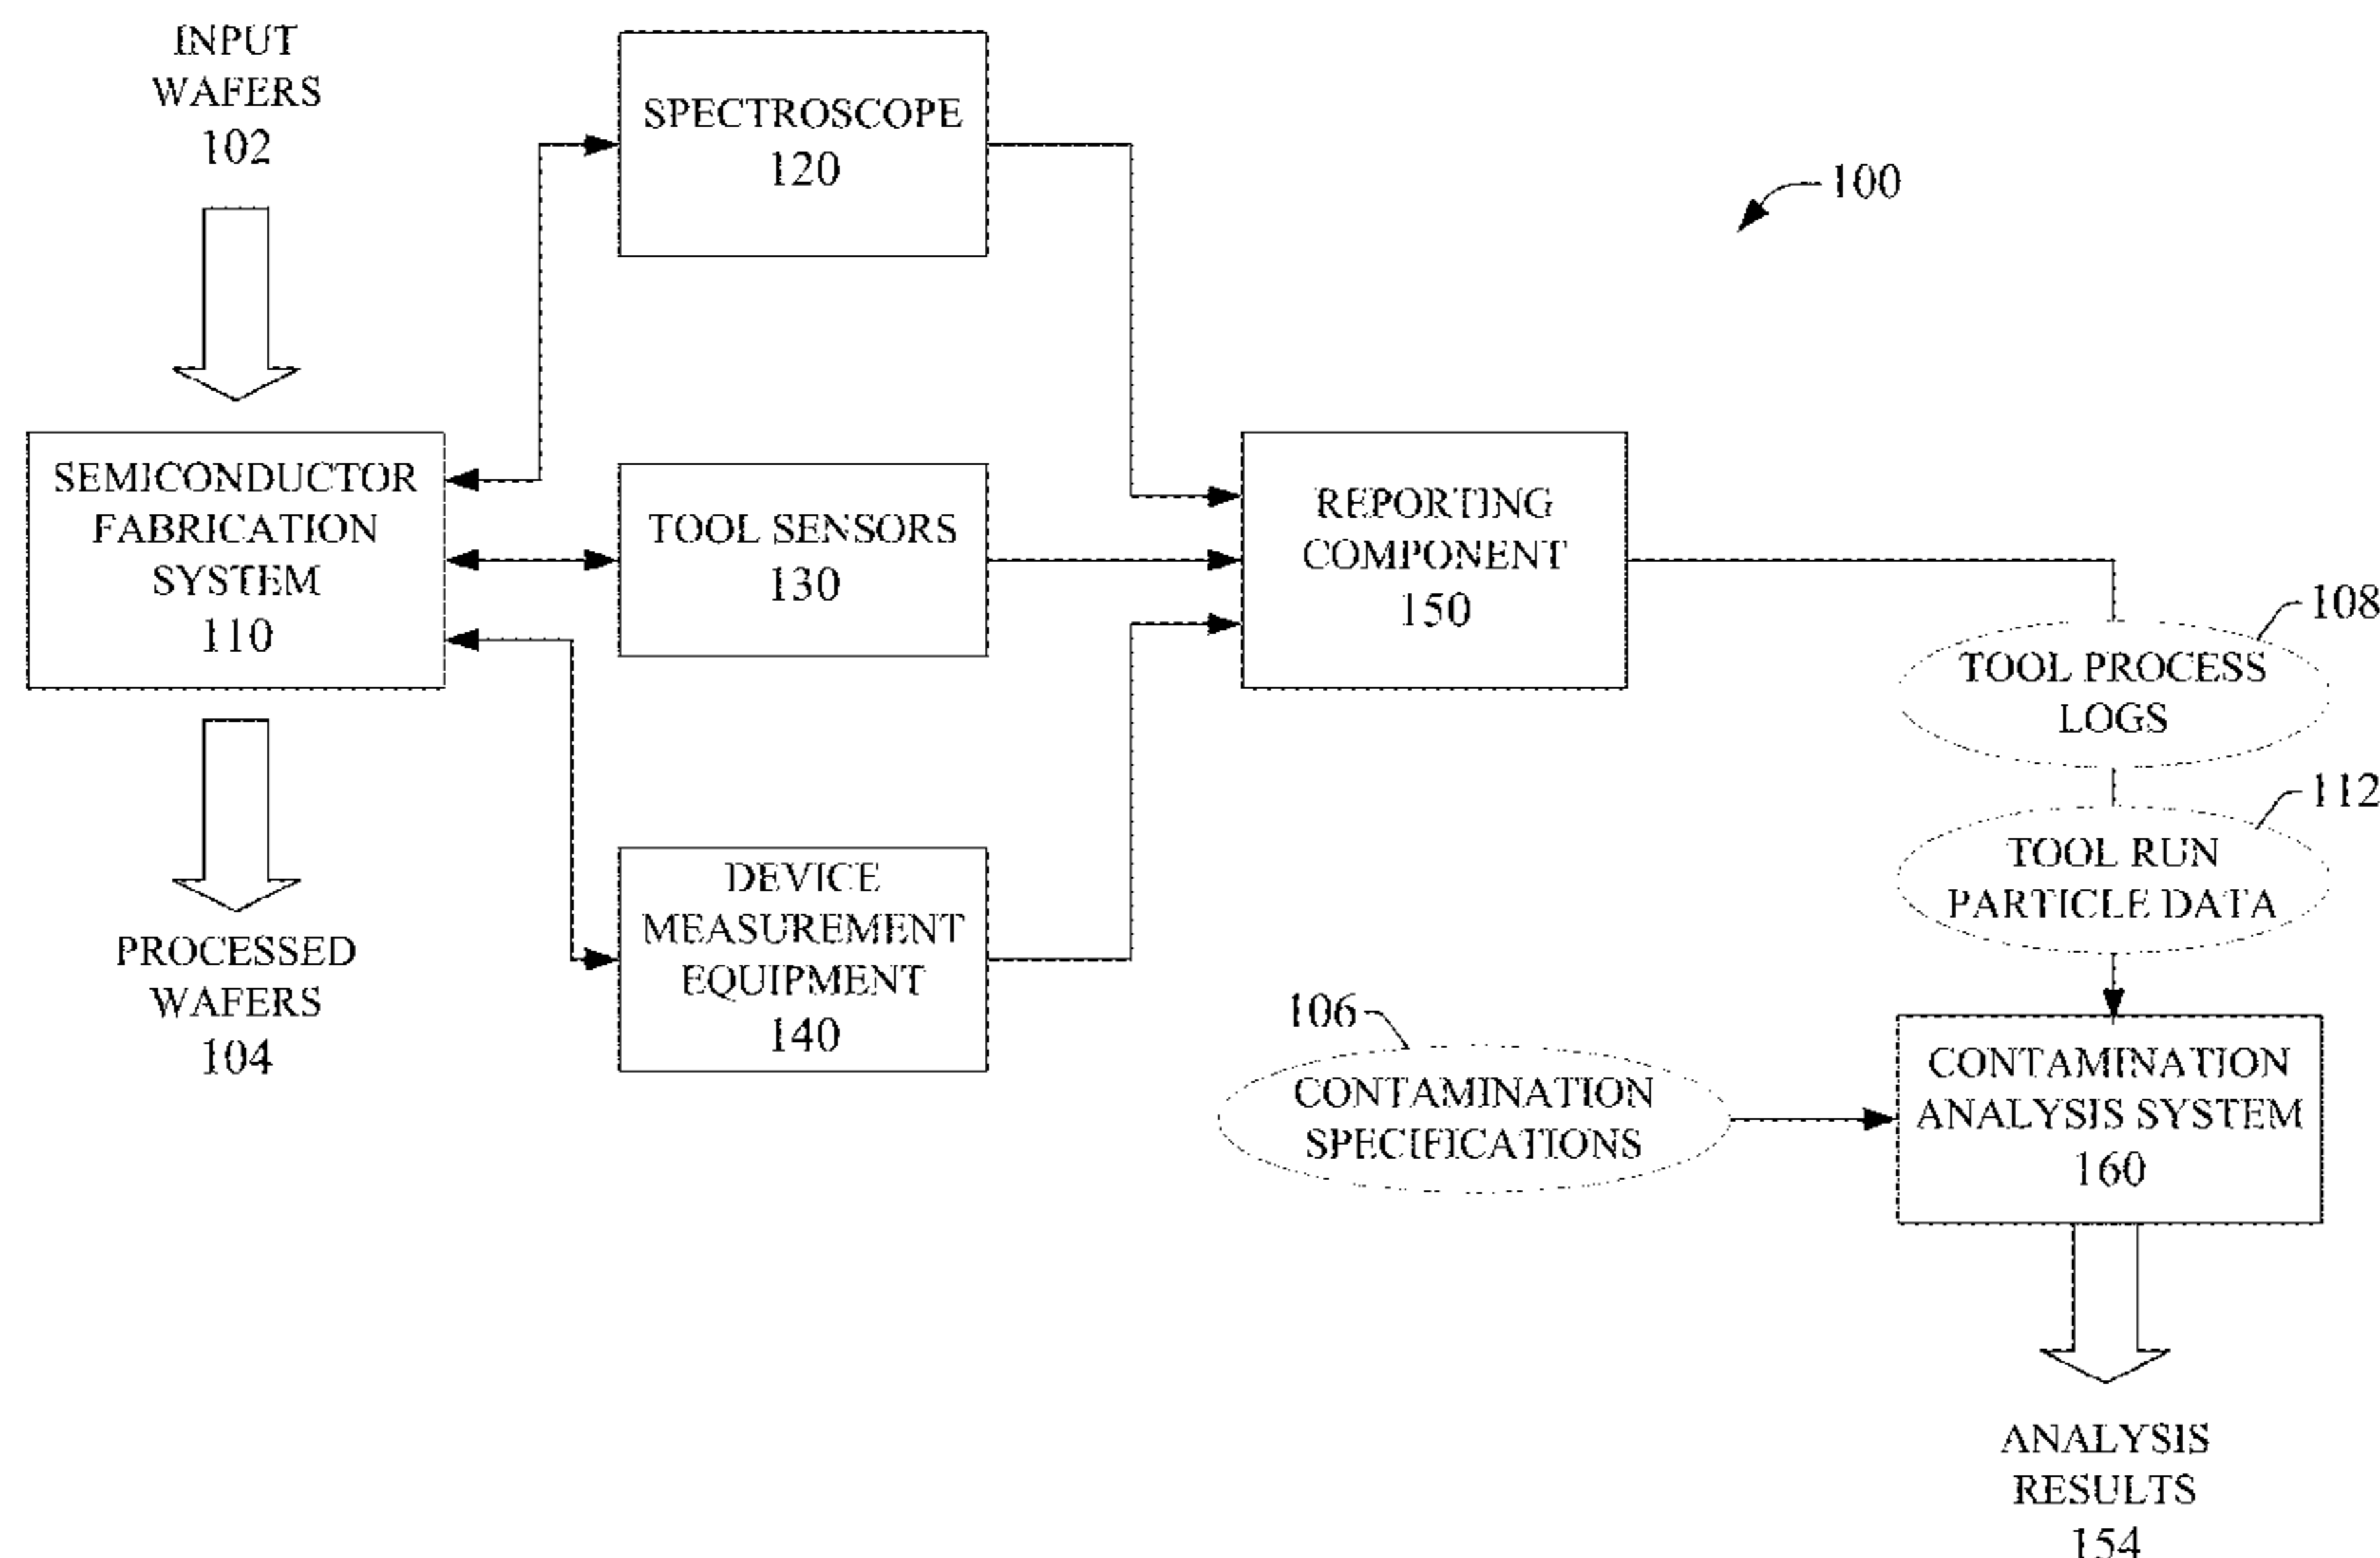 INPUT
WAFERS
102
SPECTROSCOPE
120
100
SEMICONDUCTOR
FABRICATION
SYSTEM
110
TOOL SENSORS
130
REPORTING
COMPONENT
150
108
TOOL PROCESS
LOGS
112
TOOL RUN
PARTICLE DATA
PROCESSED
WAFERS
104
DEVICE
MEASUREMENT
EQUIPMENT
140
106
CONTAMINATION
SPECIFICATIONS
CONTAMINATION
ANALYSIS SYSTEM
160
ANALYSIS
RESULTS
154